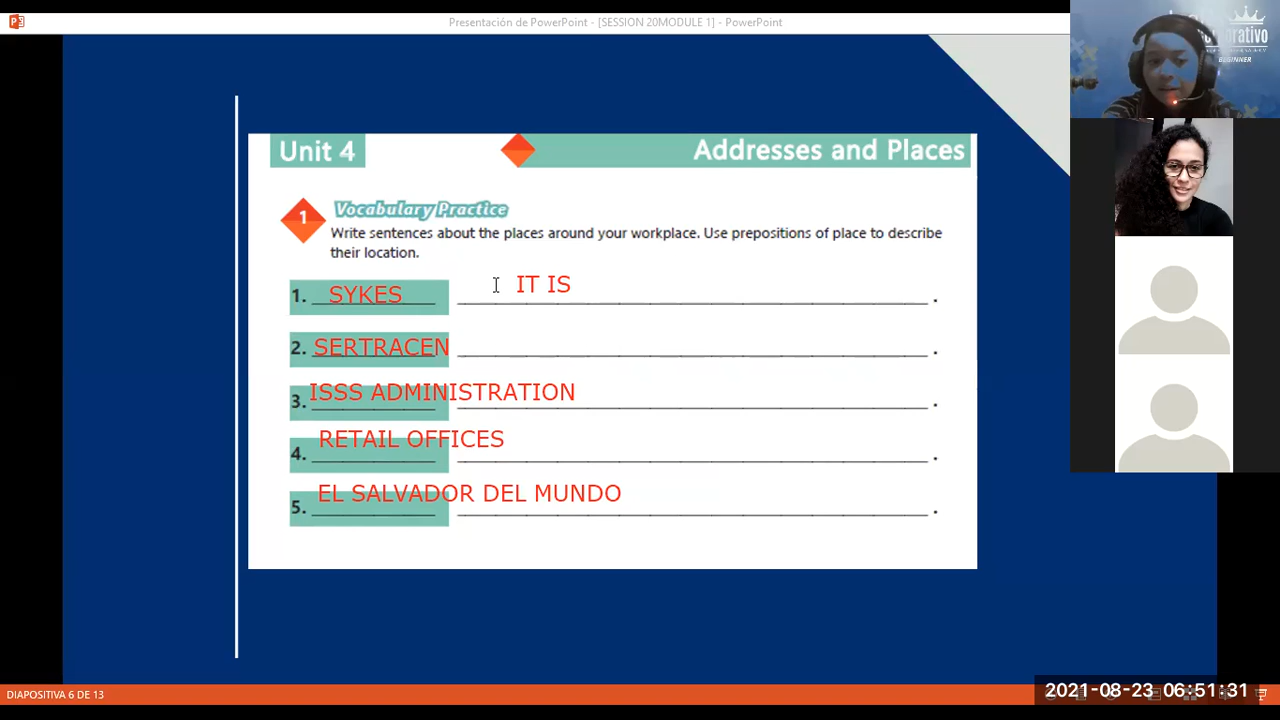 Presentación de PowerPoint - [SESSION 20MODULE 1] - PowerPoint
BEGINNER
Unit 4
Addresses and Places
1
Vocabulary Practice
Write sentences about the places around your workplace. Use prepositions of place to describe
their location.
1. SYKES IT IS .
2. SERTRACEN .
3. ISSS ADMINISTRATION .
4. RETAIL OFFICES .
5. EL SALVADOR DEL MUNDO .
DIAPOSITIVA 6 DE 13
2021-08-23 06:51:31